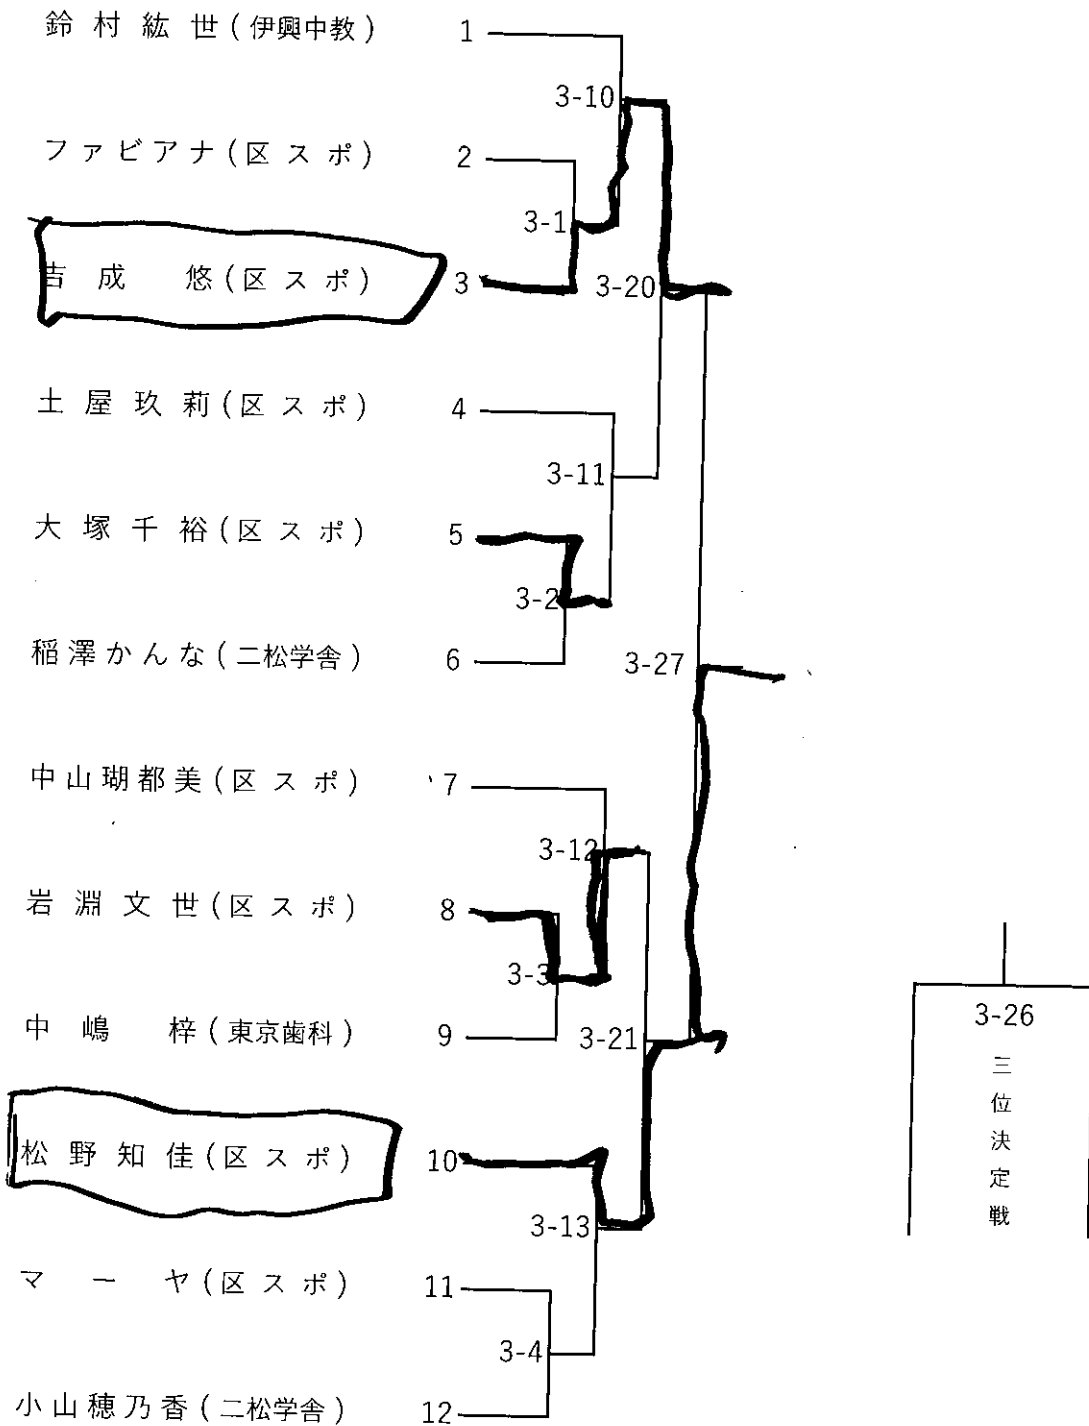 鈴村紘世(伊興中教) 1
3-10
ファビアナ(区スポ) 2
3-1
吉成 悠(区スポ) 3
3-20
土屋玖莉(区スポ) 4
3-11
大塚千裕(区スポ) 5
3-2
稲澤かんな(二松学舎) 6
3-27
中山瑚都美(区スポ) 7
3-12
岩淵文世(区スポ) 8
3-3
中嶋 梓(東京歯科) 9
3-21
松野知佳(区スポ) 10
3-13
マーヤ(区スポ) 11
3-4
小山穂乃香(二松学舎) 12
3-26
三位決定戦